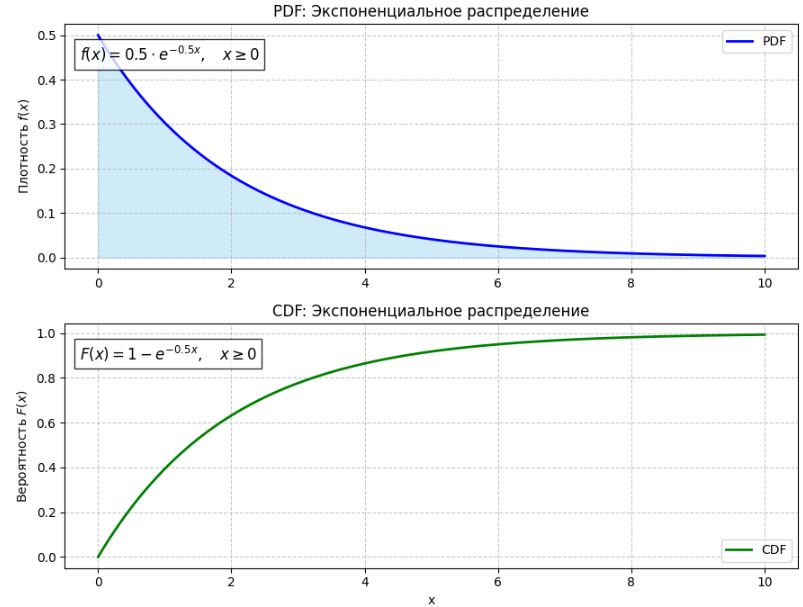 PDF: Экспоненциальное распределение
0.5
0.4
0.3
0.2
0.1
0.0
Плотность f(x)
f(x) = 0.5 · e^{−0.5x},   x ≥ 0
PDF
0 2 4 6 8 10
CDF: Экспоненциальное распределение
1.0
0.8
0.6
0.4
0.2
0.0
Вероятность F(x)
F(x) = 1 − e^{−0.5x},   x ≥ 0
CDF
0 2 4 6 8 10
x